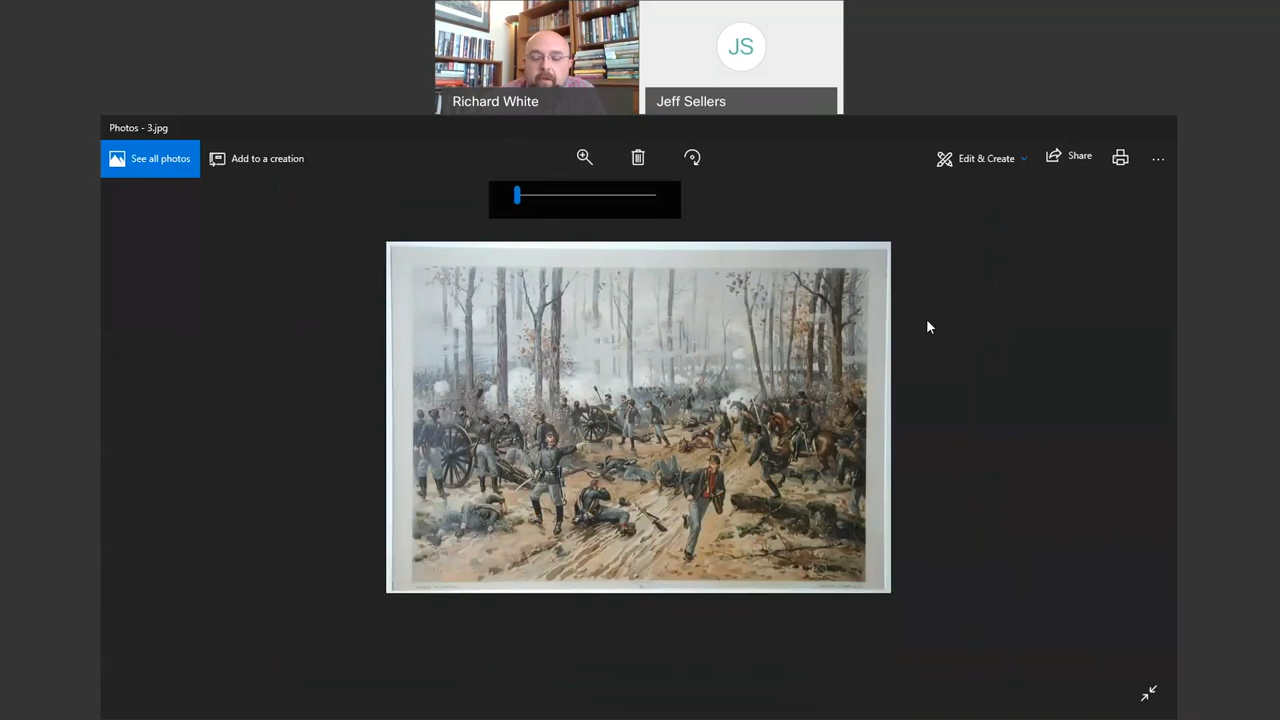 Richard White
JS
Jeff Sellers
Photos - 3.jpg
See all photos
Add to a creation
Edit & Create
Share